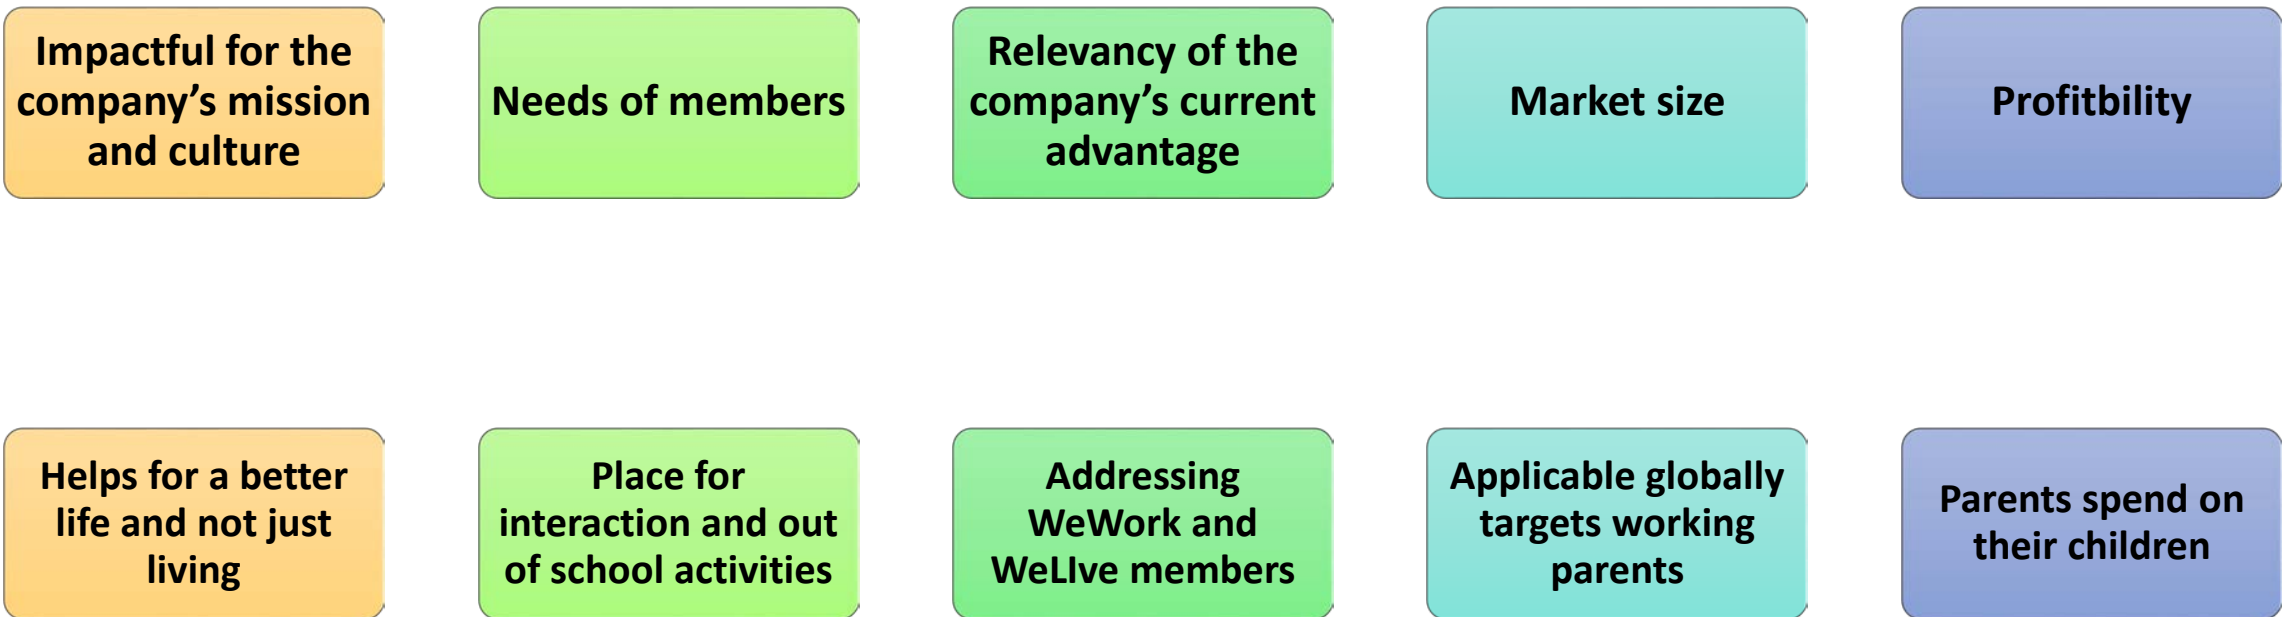 Impactful for the
company’s mission
and culture
Needs of members
Relevancy of the
company’s current
advantage
Market size
Profitbility
Helps for a better
life and not just
living
Place for
interaction and out
of school activities
Addressing
WeWork and
WeLIve members
Applicable globally
targets working
parents
Parents spend on
their children